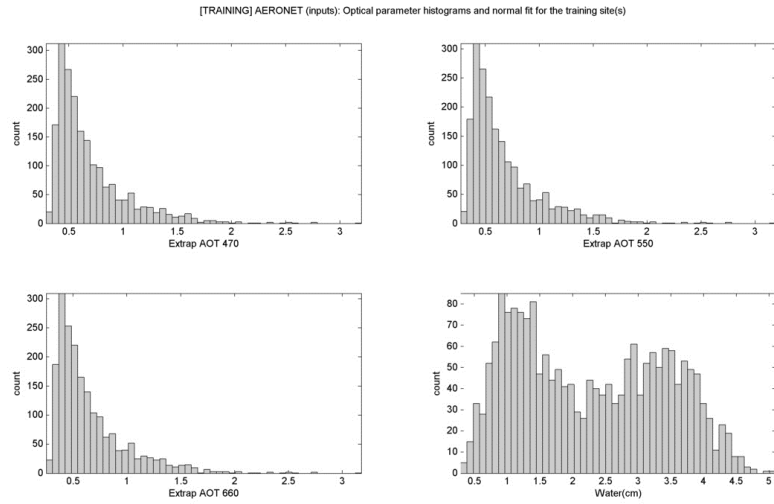 [TRAINING] AERONET (inputs): Optical parameter histograms and normal fit for the training site(s)
300
250
200
150
100
50
0
count
0.5 1 1.5 2 2.5 3
Extrap AOT 470
300
250
200
150
100
50
0
count
0.5 1 1.5 2 2.5 3
Extrap AOT 550
300
250
200
150
100
50
0
count
0.5 1 1.5 2 2.5 3
Extrap AOT 660
80
70
60
50
40
30
20
10
0
count
0.5 1 1.5 2 2.5 3 3.5 4 4.5 5
Water(cm)